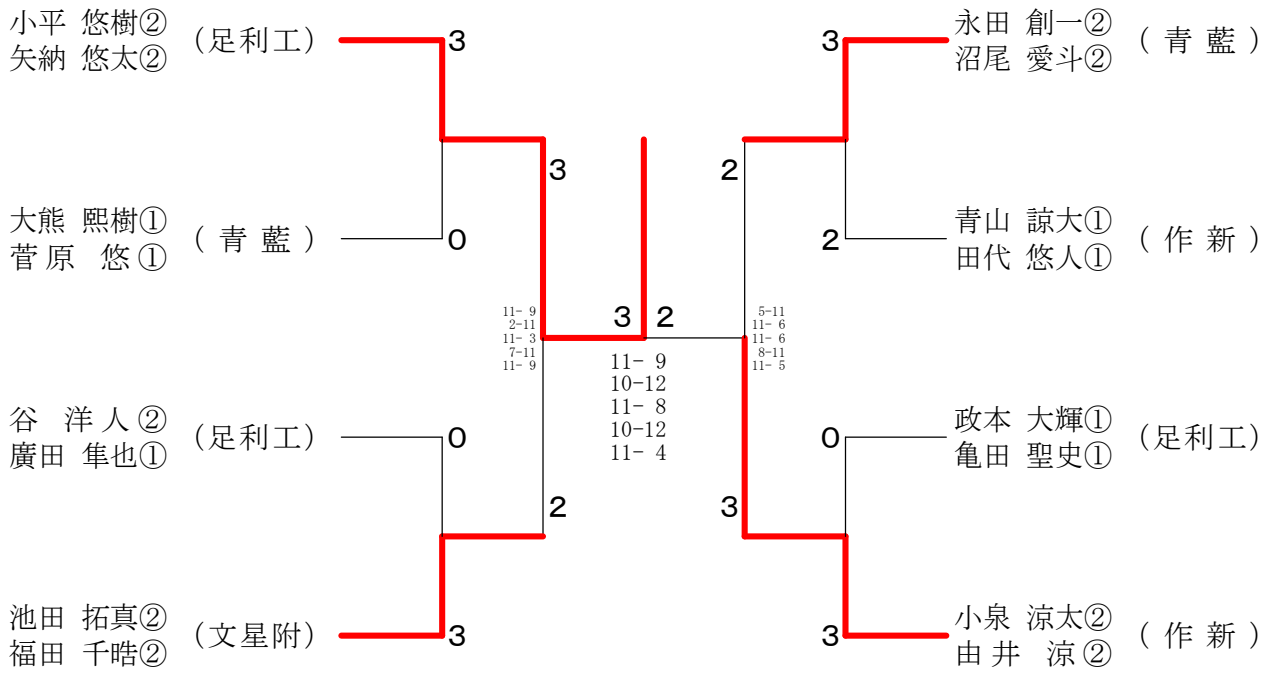 小平 悠樹②
矢納 悠太②
(足利工)
3
大熊 熙樹①
菅原 悠①
(青藍)
0
谷 洋人②
廣田 隼也①
(足利工)
0
池田 拓真②
福田 千晧②
(文星附)
3
3
2
11- 9
2-11
11- 3
7-11
11- 9
3 2
11- 9
10-12
11- 8
10-12
11- 4
5-11
11- 6
11- 6
8-11
11- 5
2
3
3
永田 創一②
沼尾 愛斗②
(青藍)
2
青山 諒大①
田代 悠人①
(作新)
0
政本 大輝①
亀田 聖史①
(足利工)
3
小泉 涼太②
由井 涼②
(作新)